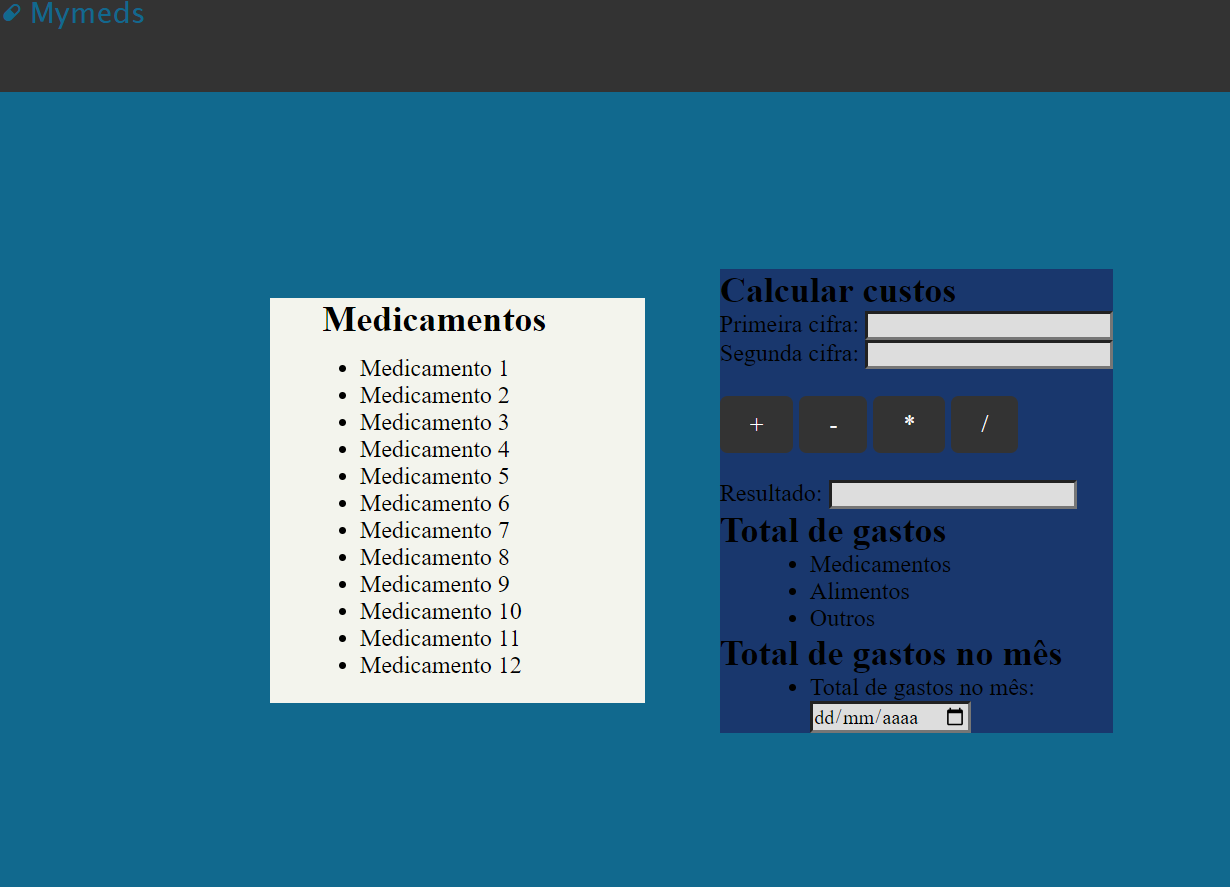 Mymeds
Medicamentos
Medicamento 1
Medicamento 2
Medicamento 3
Medicamento 4
Medicamento 5
Medicamento 6
Medicamento 7
Medicamento 8
Medicamento 9
Medicamento 10
Medicamento 11
Medicamento 12
Calcular custos
Primeira cifra:
Segunda cifra:
+ - * /
Resultado:
Total de gastos
Medicamentos
Alimentos
Outros
Total de gastos no mês
Total de gastos no mês:
dd/mm/aaaa